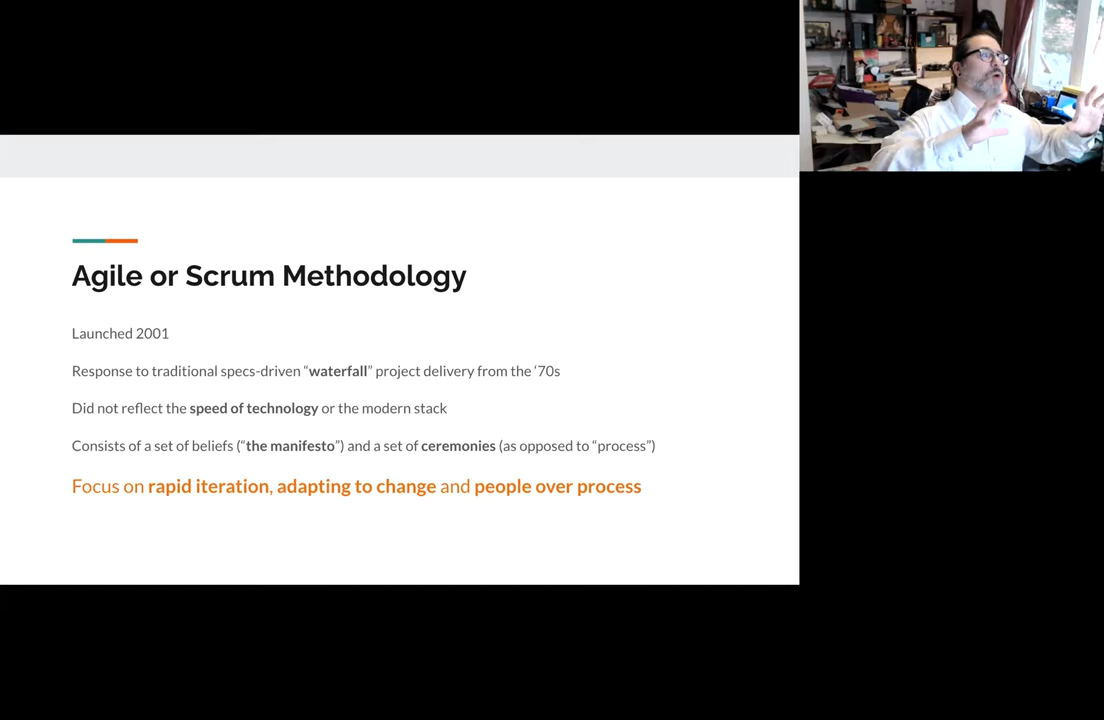 Agile or Scrum Methodology
Launched 2001
Response to traditional specs-driven “waterfall” project delivery from the ‘70s
Did not reflect the speed of technology or the modern stack
Consists of a set of beliefs (“the manifesto”) and a set of ceremonies (as opposed to “process”)
Focus on rapid iteration, adapting to change and people over process